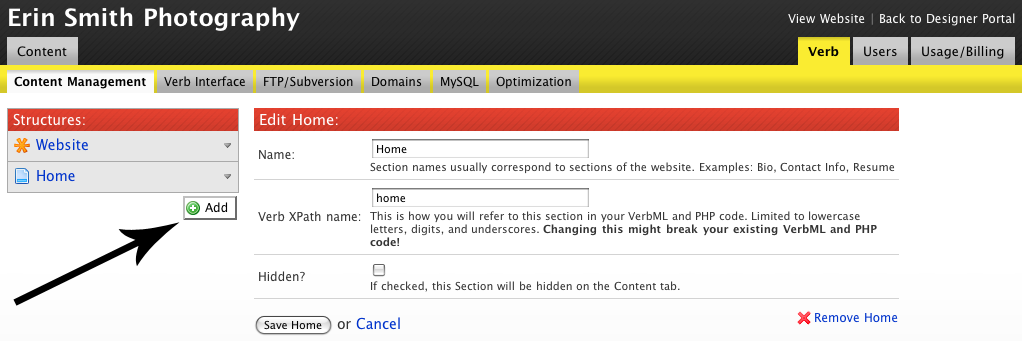 Erin Smith Photography
View Website | Back to Designer Portal
Content
Verb
Users
Usage/Billing
Content Management
Verb Interface
FTP/Subversion
Domains
MySQL
Optimization
Structures:
Website
Home
Add
Edit Home:
Name:
Home
Section names usually correspond to sections of the website. Examples: Bio, Contact Info, Resume
Verb XPath name:
home
This is how you will refer to this section in your VerbML and PHP code. Limited to lowercase
letters, digits, and underscores. Changing this might break your existing VerbML and PHP
code!
Hidden?
If checked, this Section will be hidden on the Content tab.
Save Home or Cancel
Remove Home